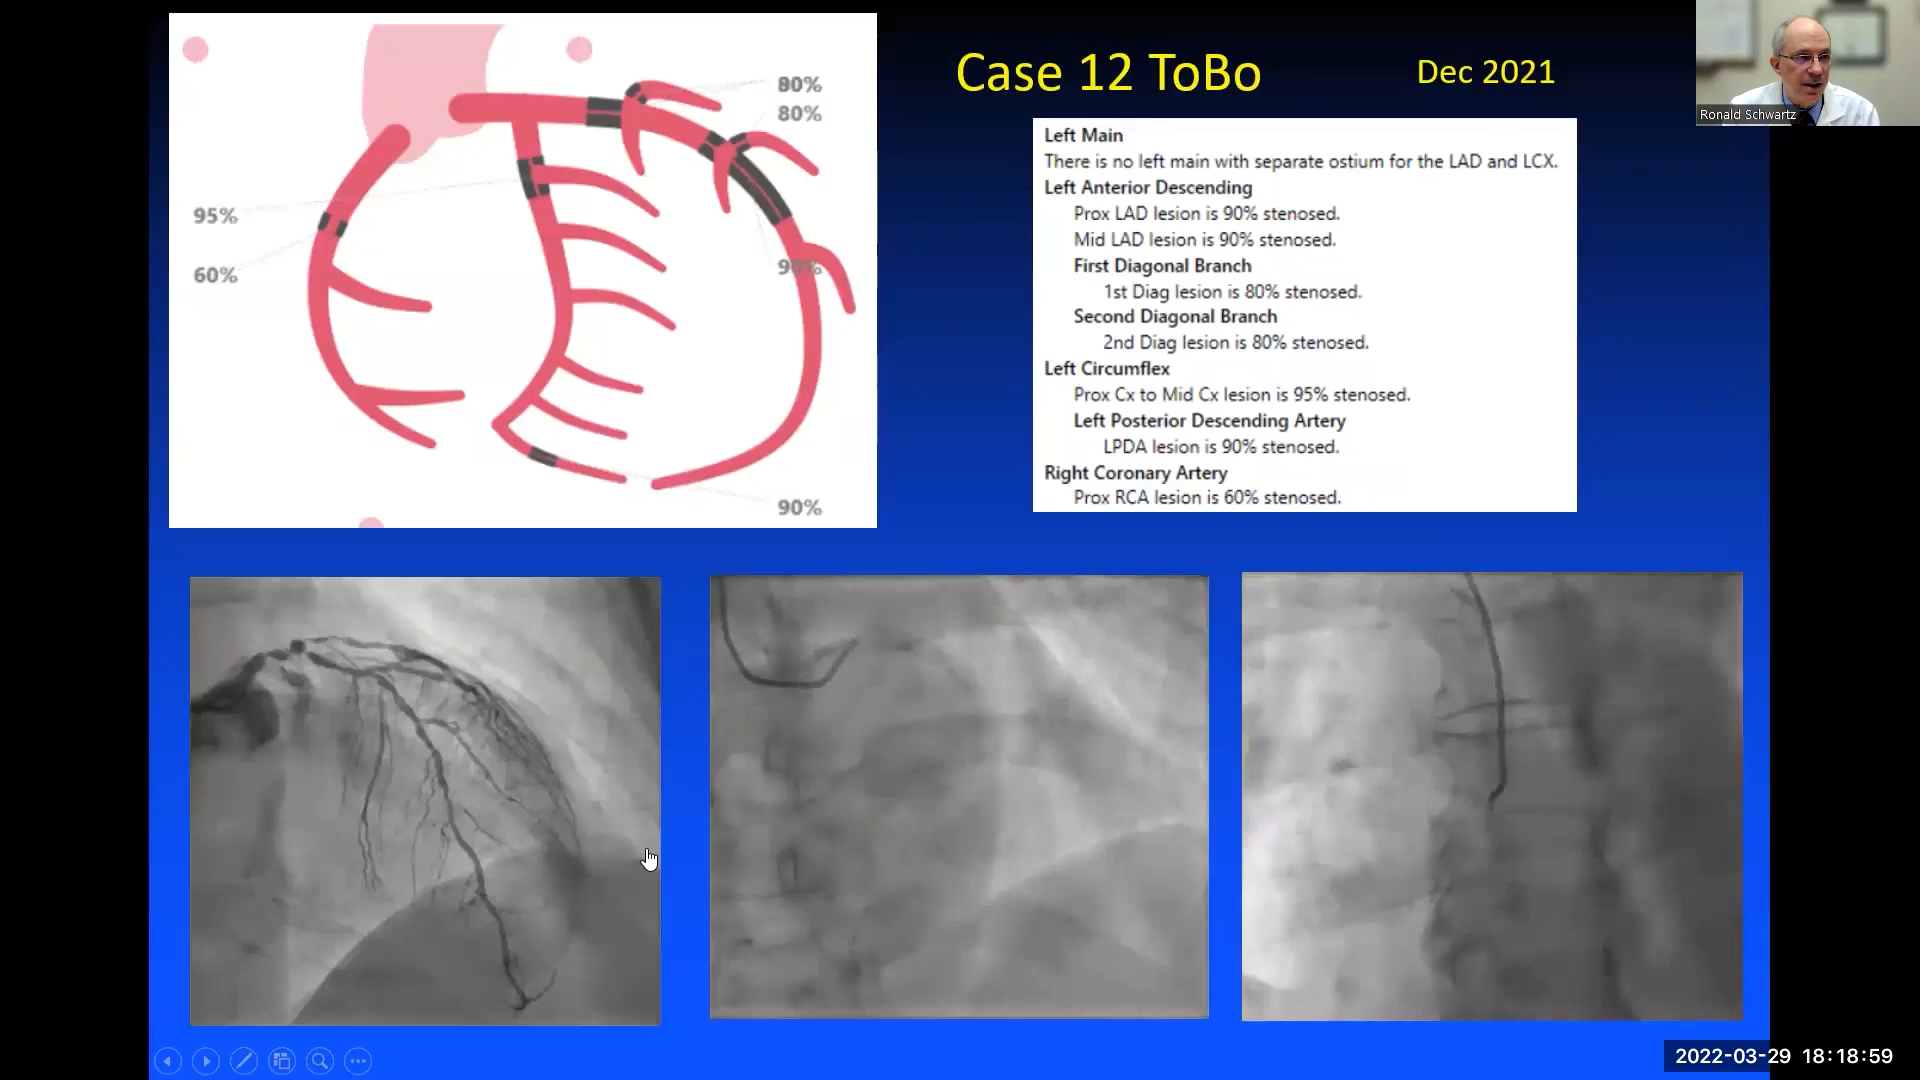 Case 12 ToBo
Dec 2021
Ronald Schwartz
80%
95%
60%
90%
90%
Left Main
There is no left main with separate ostium for the LAD and LCX.
Left Anterior Descending
Prox LAD lesion is 90% stenosed.
Mid LAD lesion is 90% stenosed.
First Diagonal Branch
1st Diag lesion is 80% stenosed.
Second Diagonal Branch
2nd Diag lesion is 80% stenosed.
Left Circumflex
Prox Cx to Mid Cx lesion is 95% stenosed.
Left Posterior Descending Artery
LPDA lesion is 90% stenosed.
Right Coronary Artery
Prox RCA lesion is 60% stenosed.
2022-03-29 18:18:59